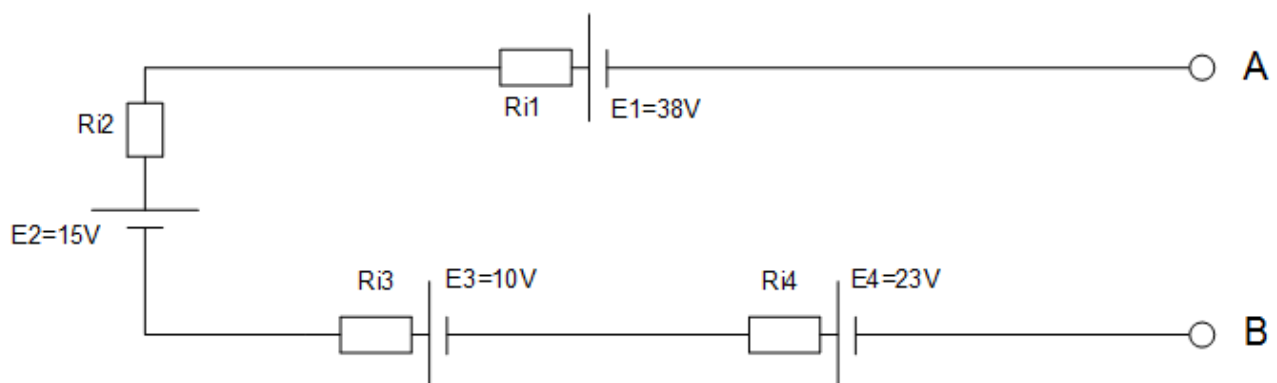 A
Ri1
E1=38V
Ri2
E2=15V
Ri3
E3=10V
Ri4
E4=23V
B